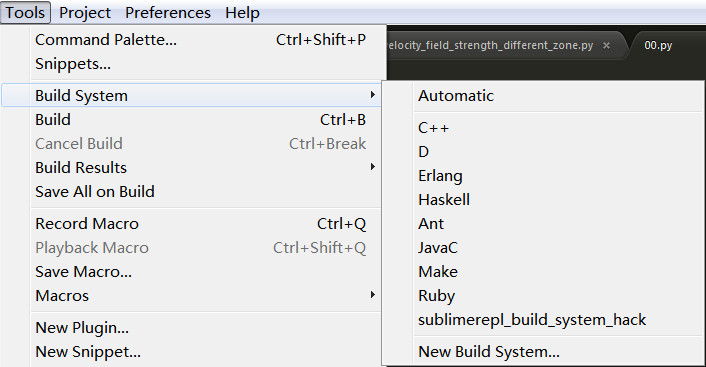 Tools Project Preferences Help
Command Palette... Ctrl+Shift+P
Snippets...
Build System
Build Ctrl+B
Cancel Build Ctrl+Break
Build Results
Save All on Build
Record Macro Ctrl+Q
Playback Macro Ctrl+Shift+Q
Save Macro...
Macros
New Plugin...
New Snippet...
elocity_field_strength_different_zone.py ×
00.py
Automatic
C++
D
Erlang
Haskell
Ant
JavaC
Make
Ruby
sublimerepl_build_system_hack
New Build System...